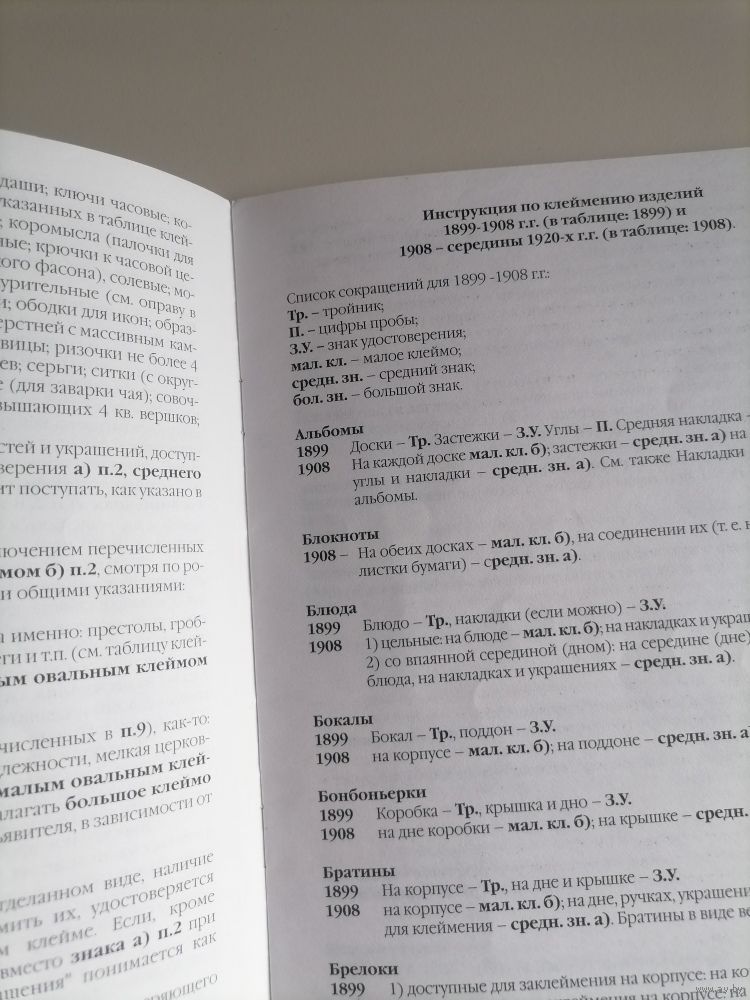 даши; ключи часовые; ко-
указанных в таблице клей-
; коромысла (палочки для
ные; крючки к часовой це-
кого фасона), солевые; мо-
урительные (см. оправу в
и; ободки для икон; образ-
ерстней с массивным кам-
вицы; ризочки не более 4
ев; серьги; ситки (с округ-
е (для заварки чая); совоч-
вышающих 4 кв. вершков;
стей и украшений, доступ-
верения а) п.2, среднего
ит поступать, как указано в
лючением перечисленных
мом б) п.2, смотря по ро-
и общими указаниями:
а именно: престолы, гроб-
еги и т.п. (см. таблицу клей-
ым овальным клеймом
численных в п.9), как-то:
длежности, мелкая церков-
малым овальным клей-
лагать большое клеймо
ъявителя, в зависимости от
тделанном виде, наличие
мить их, удостоверяется
м клейме. Если, кроме
вместо знака а) п.2 при
ашения" понимается как
ряющего
Инструкция по клеймению изделий
1899-1908 г.г. (в таблице: 1899) и
1908 – середины 1920-х г.г. (в таблице: 1908).
Список сокращений для 1899 -1908 г.г.:
Тр. – тройник;
П. – цифры пробы;
З.У. – знак удостоверения;
мал. кл. – малое клеймо;
средн. зн. – средний знак;
бол. зн. – большой знак.
Альбомы
1899 Доски – Тр. Застежки – З.У. Углы – П. Средняя накладка –
1908 На каждой доске мал. кл. б); застежки – средн. зн. а) на
углы и накладки – средн. зн. а). См. также Накладки
альбомы.
Блокноты
1908 – На обеих досках – мал. кл. б), на соединении их (т. е. н
листки бумаги) – средн. зн. а).
Блюда
1899 Блюдо – Тр., накладки (если можно) – З.У.
1908 1) цельные: на блюде – мал. кл. б); на накладках и украш
2) со впаянной серединой (дном): на середине (дне)
блюда, на накладках и украшениях – средн. зн. а).
Бокалы
1899 Бокал – Тр., поддон – З.У.
1908 на корпусе – мал. кл. б); на поддоне – средн. зн. а)
Бонбоньерки
1899 Коробка – Тр., крышка и дно – З.У.
1908 на дне коробки – мал. кл. б); на крышке – средн.
Братины
1899 На корпусе – Тр., на дне и крышке – З.У.
1908 на корпусе – мал. кл. б); на дне, ручках, украшени
для клеймения – средн. зн. а). Братины в виде ве
Брелоки
1899 1) доступные для заклеймения на корпусе: на ко